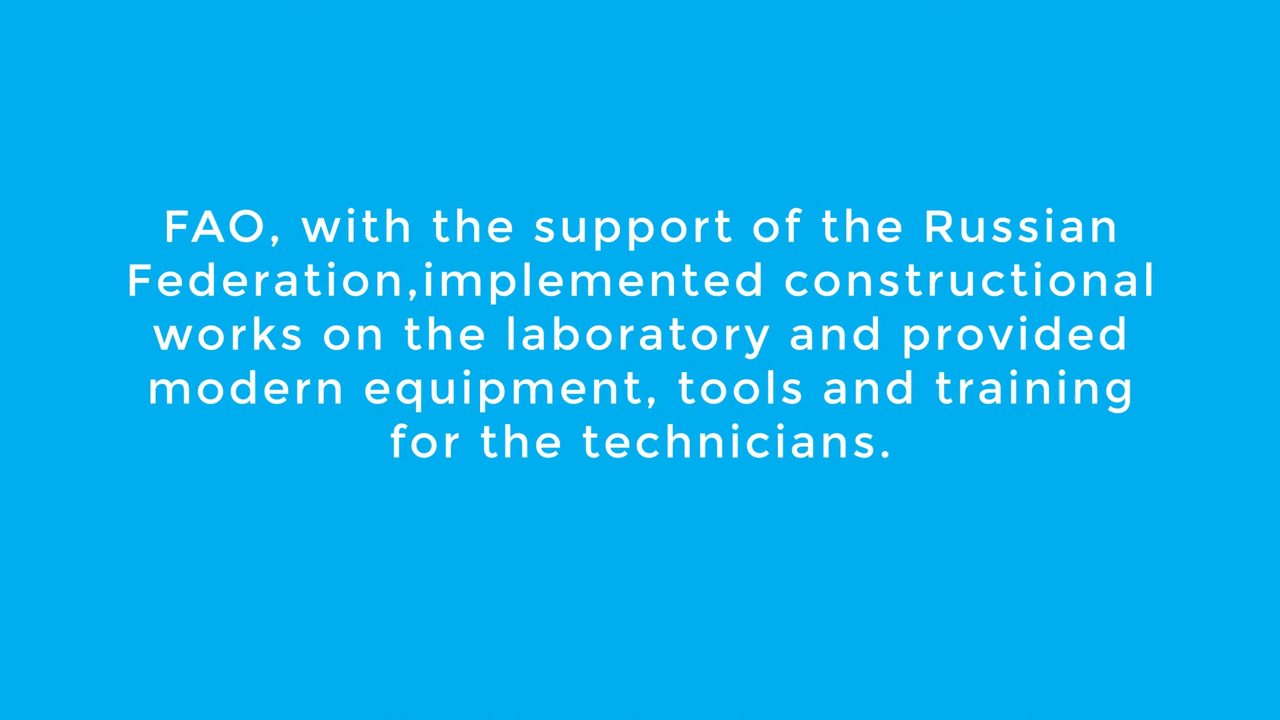 FAO, with the support of the Russian
Federation,implemented constructional
works on the laboratory and provided
modern equipment, tools and training
for the technicians.